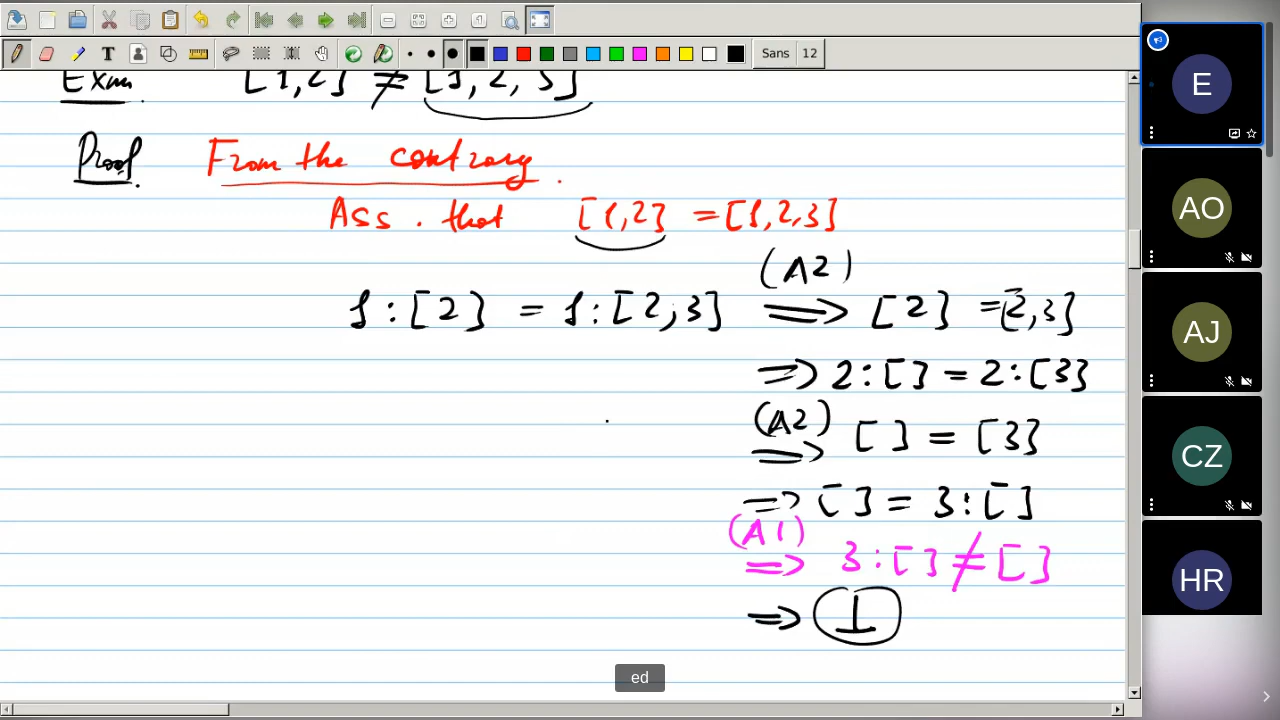 Sans 12
Exam. [1,2] ≠ [1,2,3]
Proof. From the contrary.
Ass. that [1,2] = [1,2,3]
(A2)
1:[2] = 1:[2,3] ⟹ [2] = [2,3]
⟹ 2:[] = 2:[3]
(A2)
⟹ [] = [3]
⟹ [] = 3:[]
(A1)
⟹ 3:[] ≠ []
⟹ ⊥
ed
E
AO
AJ
CZ
HR